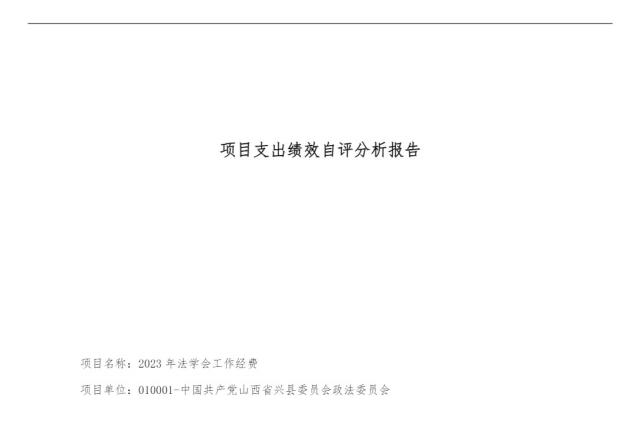 项目支出绩效自评分析报告
项目名称：2023 年法学会工作经费
项目单位：010001-中国共产党山西省兴县委员会政法委员会